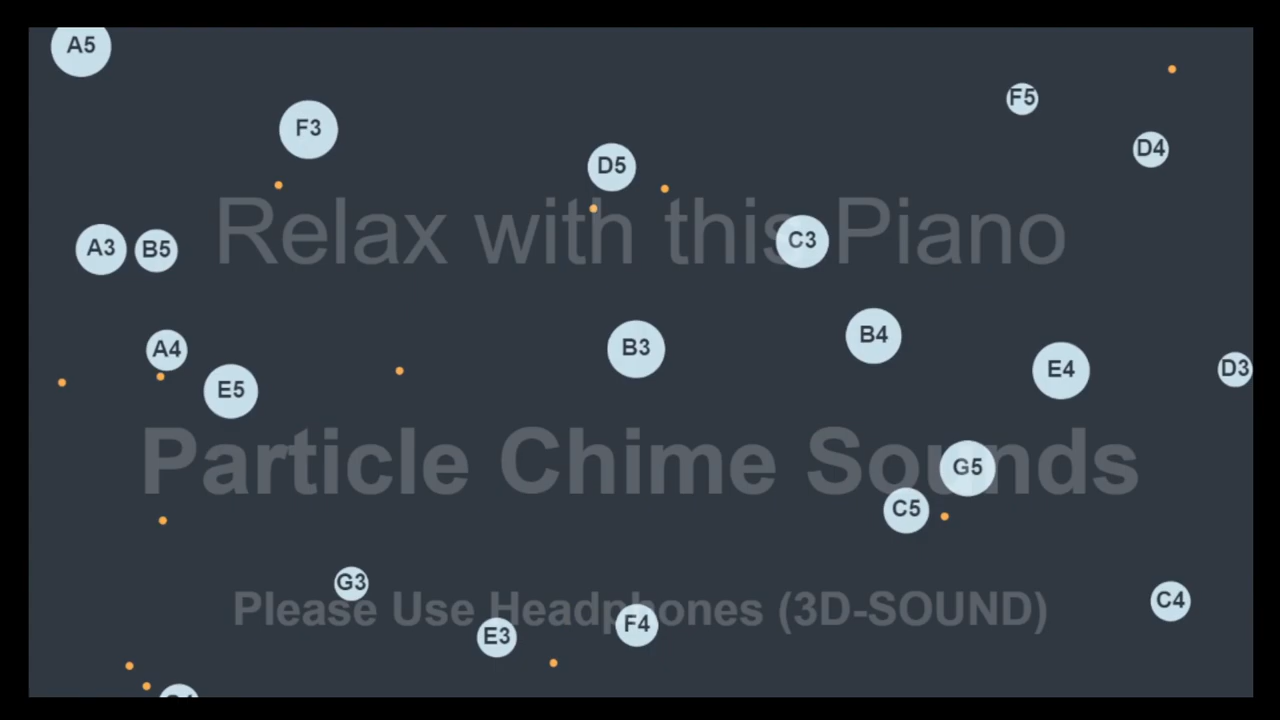 A5
F5
F3
D4
D5
Relax with this Piano
C3
A3
B5
B4
A4
B3
E4
D3
E5
Particle Chime Sounds
G5
C5
G3
C4
Please Use Headphones (3D-SOUND)
F4
E3